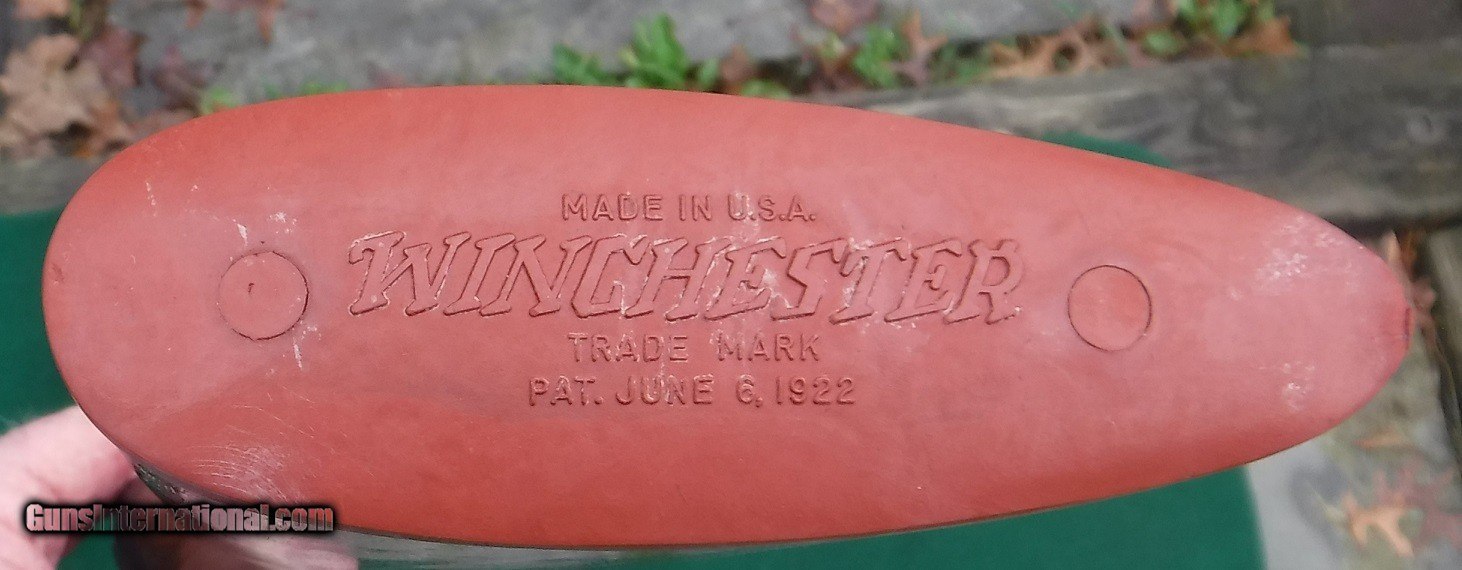 MADE IN U.S.A.
WINCHESTER
TRADE MARK
PAT. JUNE 6, 1922
GunsInternational.com